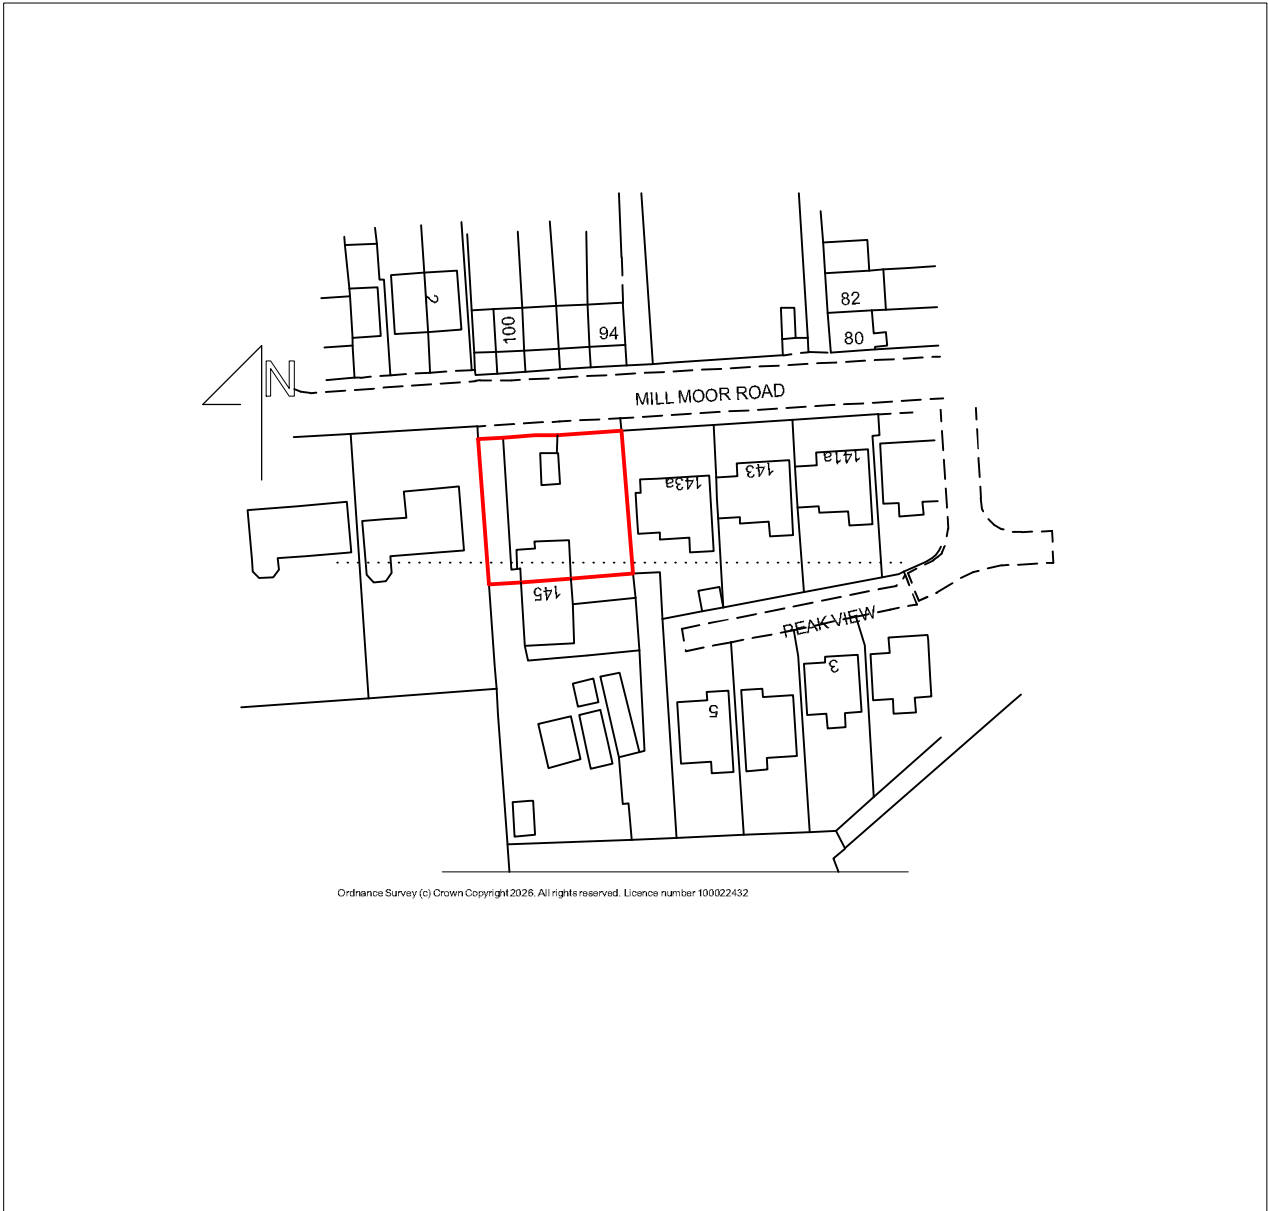 2
100
94
82
80
N
MILL MOOR ROAD
143a
143
141a
145
PEAK VIEW
3
5
Ordnance Survey (c) Crown Copyright 2026. All rights reserved. Licence number 100022432